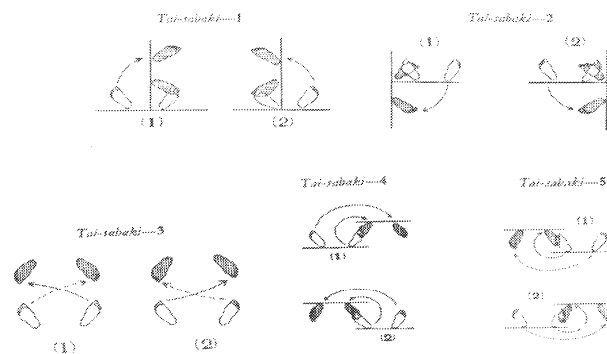 Tai-sabaki—1
(1)
(2)
Tai-sabaki—2
(1)
(2)
Tai-sabaki—3
(1)
(2)
Tai-sabaki—4
(1)
(2)
Tai-sabaki—5
(1)
(2)